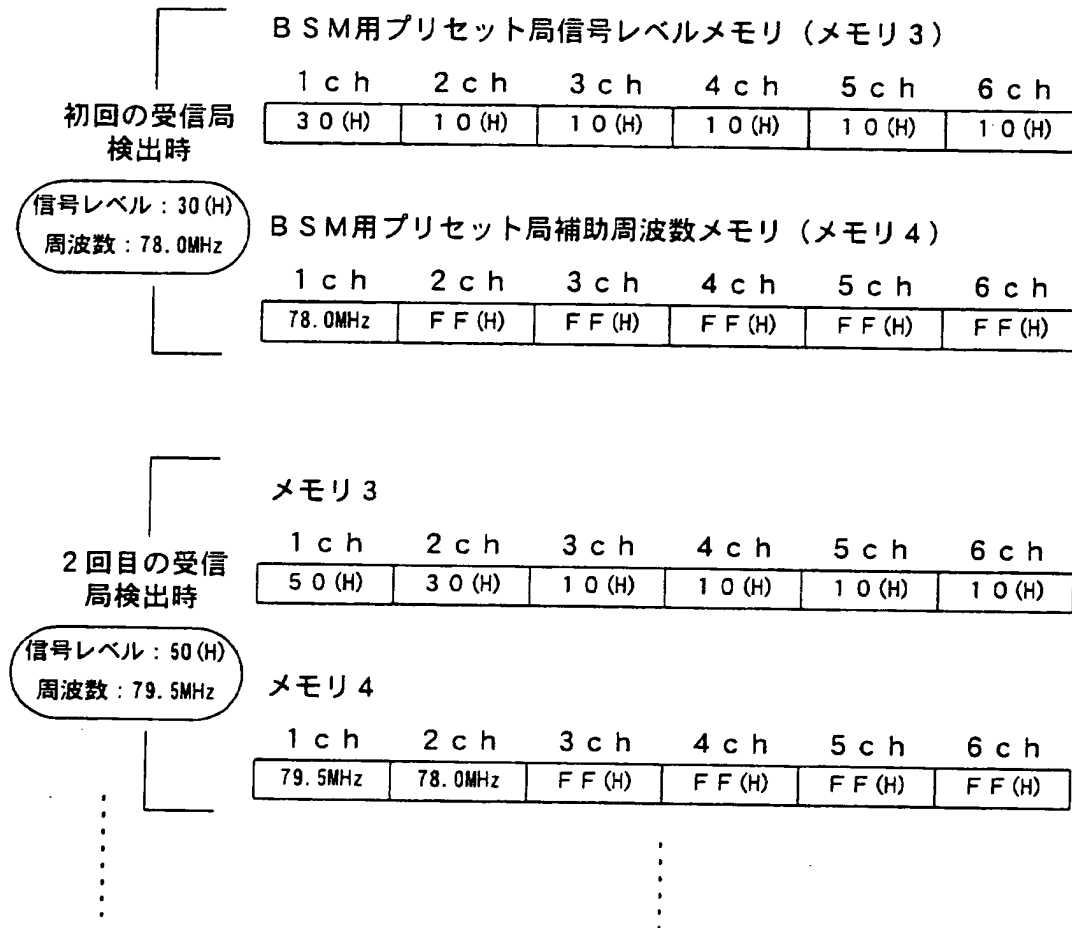 BSM用プリセット局信号レベルメモリ（メモリ3）
1ch 2ch 3ch 4ch 5ch 6ch
初回の受信局
検出時
30(H) 10(H) 10(H) 10(H) 10(H) 10(H)
信号レベル：30(H)
周波数：78.0MHz
BSM用プリセット局補助周波数メモリ（メモリ4）
1ch 2ch 3ch 4ch 5ch 6ch
78.0MHz FF(H) FF(H) FF(H) FF(H) FF(H)
メモリ3
1ch 2ch 3ch 4ch 5ch 6ch
2回目の受信
局検出時
50(H) 30(H) 10(H) 10(H) 10(H) 10(H)
信号レベル：50(H)
周波数：79.5MHz
メモリ4
1ch 2ch 3ch 4ch 5ch 6ch
79.5MHz 78.0MHz FF(H) FF(H) FF(H) FF(H)